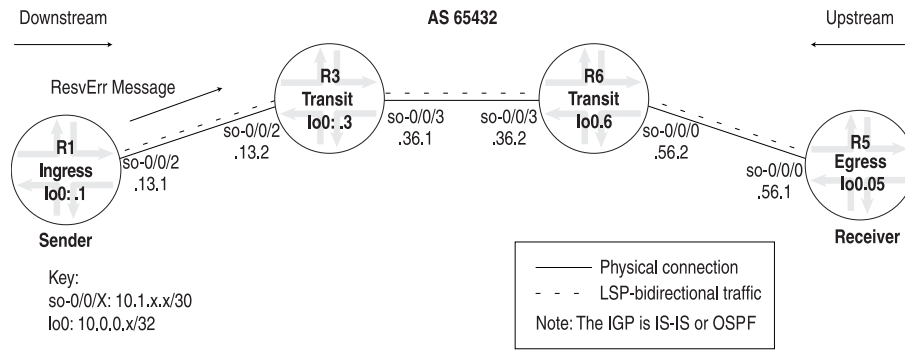 Downstream
AS 65432
Upstream
ResvErr Message
R1
Ingress
lo0: .1
Sender
so-0/0/2
.13.1
so-0/0/2
.13.2
R3
Transit
lo0: .3
so-0/0/3
.36.1
so-0/0/3
.36.2
R6
Transit
lo0.6
so-0/0/0
.56.2
so-0/0/0
.56.1
R5
Egress
lo0.05
Receiver
Key:
so-0/0/X: 10.1.x.x/30
lo0: 10.0.0.x/32
Physical connection
LSP-bidirectional traffic
Note: The IGP is IS-IS or OSPF